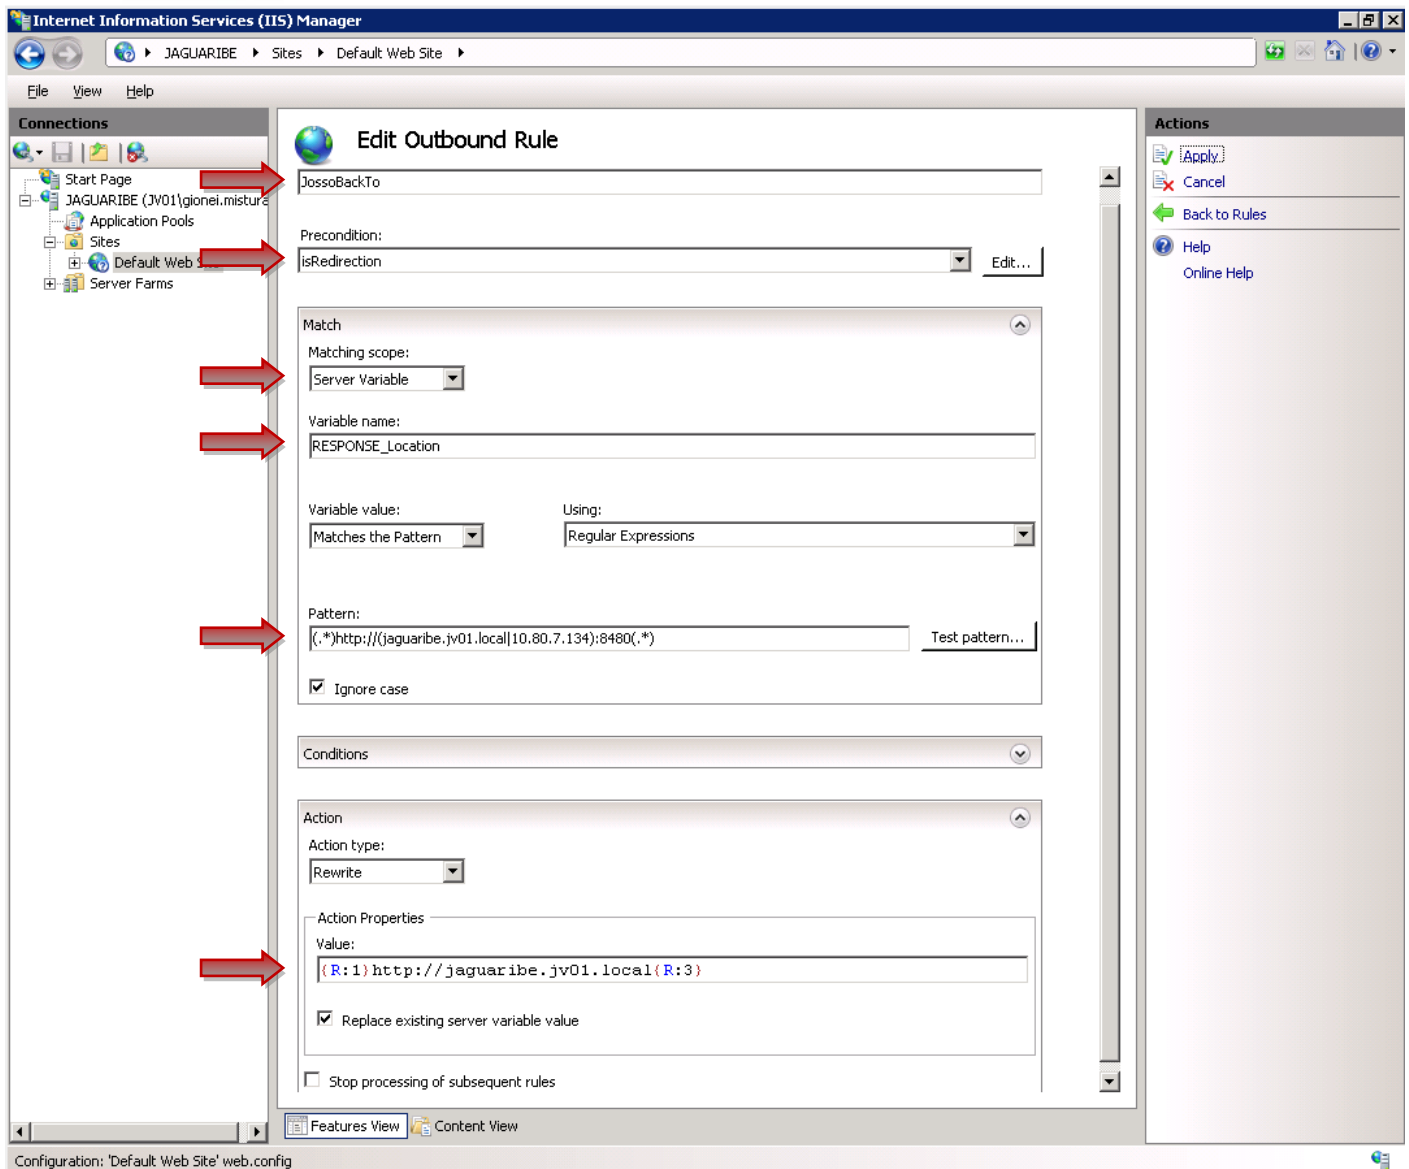 Internet Information Services (IIS) Manager
JAGUARIBE Sites Default Web Site
File View Help
Connections
Start Page
JAGUARIBE (JV01\gionei.mistura
Application Pools
Sites
Default Web
Server Farms
Edit Outbound Rule
JossoBackTo
Precondition:
isRedirection
Edit...
Match
Matching scope:
Server Variable
Variable name:
RESPONSE_Location
Variable value: Using:
Matches the Pattern Regular Expressions
Pattern:
(.*)http://(jaguaribe.jv01.local|10.80.7.134):8480(.*)
Test pattern...
Ignore case
Conditions
Action
Action type:
Rewrite
Action Properties
Value:
{R:1}http://jaguaribe.jv01.local{R:3}
Replace existing server variable value
Stop processing of subsequent rules
Features View Content View
Actions
Apply
Cancel
Back to Rules
Help
Online Help
Configuration: 'Default Web Site' web.config